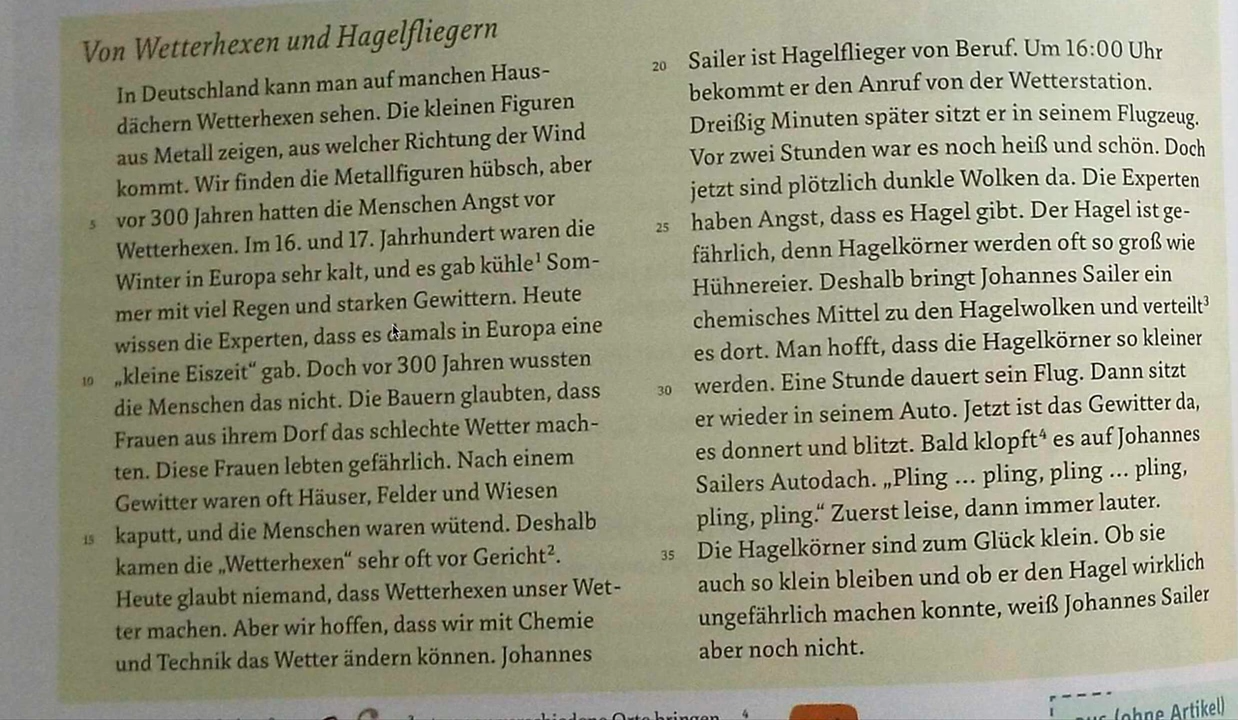 Von Wetterhexen und Hagelfliegern
In Deutschland kann man auf manchen Haus-
dächern Wetterhexen sehen. Die kleinen Figuren
aus Metall zeigen, aus welcher Richtung der Wind
kommt. Wir finden die Metallfiguren hübsch, aber
5 vor 300 Jahren hatten die Menschen Angst vor
Wetterhexen. Im 16. und 17. Jahrhundert waren die
Winter in Europa sehr kalt, und es gab kühle¹ Som-
mer mit viel Regen und starken Gewittern. Heute
wissen die Experten, dass es damals in Europa eine
10 „kleine Eiszeit“ gab. Doch vor 300 Jahren wussten
die Menschen das nicht. Die Bauern glaubten, dass
Frauen aus ihrem Dorf das schlechte Wetter mach-
ten. Diese Frauen lebten gefährlich. Nach einem
Gewitter waren oft Häuser, Felder und Wiesen
15 kaputt, und die Menschen waren wütend. Deshalb
kamen die „Wetterhexen“ sehr oft vor Gericht².
Heute glaubt niemand, dass Wetterhexen unser Wet-
ter machen. Aber wir hoffen, dass wir mit Chemie
und Technik das Wetter ändern können. Johannes
20 Sailer ist Hagelflieger von Beruf. Um 16:00 Uhr
bekommt er den Anruf von der Wetterstation.
Dreißig Minuten später sitzt er in seinem Flugzeug.
Vor zwei Stunden war es noch heiß und schön. Doch
jetzt sind plötzlich dunkle Wolken da. Die Experten
25 haben Angst, dass es Hagel gibt. Der Hagel ist ge-
fährlich, denn Hagelkörner werden oft so groß wie
Hühnereier. Deshalb bringt Johannes Sailer ein
chemisches Mittel zu den Hagelwolken und verteilt³
es dort. Man hofft, dass die Hagelkörner so kleiner
30 werden. Eine Stunde dauert sein Flug. Dann sitzt
er wieder in seinem Auto. Jetzt ist das Gewitter da,
es donnert und blitzt. Bald klopft⁴ es auf Johannes
Sailers Autodach. „Pling ... pling, pling ... pling,
pling, pling.“ Zuerst leise, dann immer lauter.
35 Die Hagelkörner sind zum Glück klein. Ob sie
auch so klein bleiben und ob er den Hagel wirklich
ungefährlich machen konnte, weiß Johannes Sailer
aber noch nicht.
Orte bringen 4
(ohne Artikel)